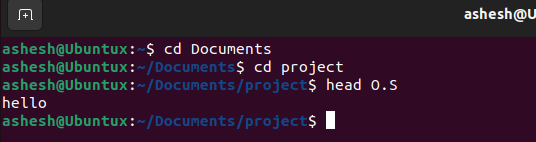 ashesh@U
ashesh@Ubuntux:~$ cd Documents
ashesh@Ubuntux:~/Documents$ cd project
ashesh@Ubuntux:~/Documents/project$ head O.S
hello
ashesh@Ubuntux:~/Documents/project$